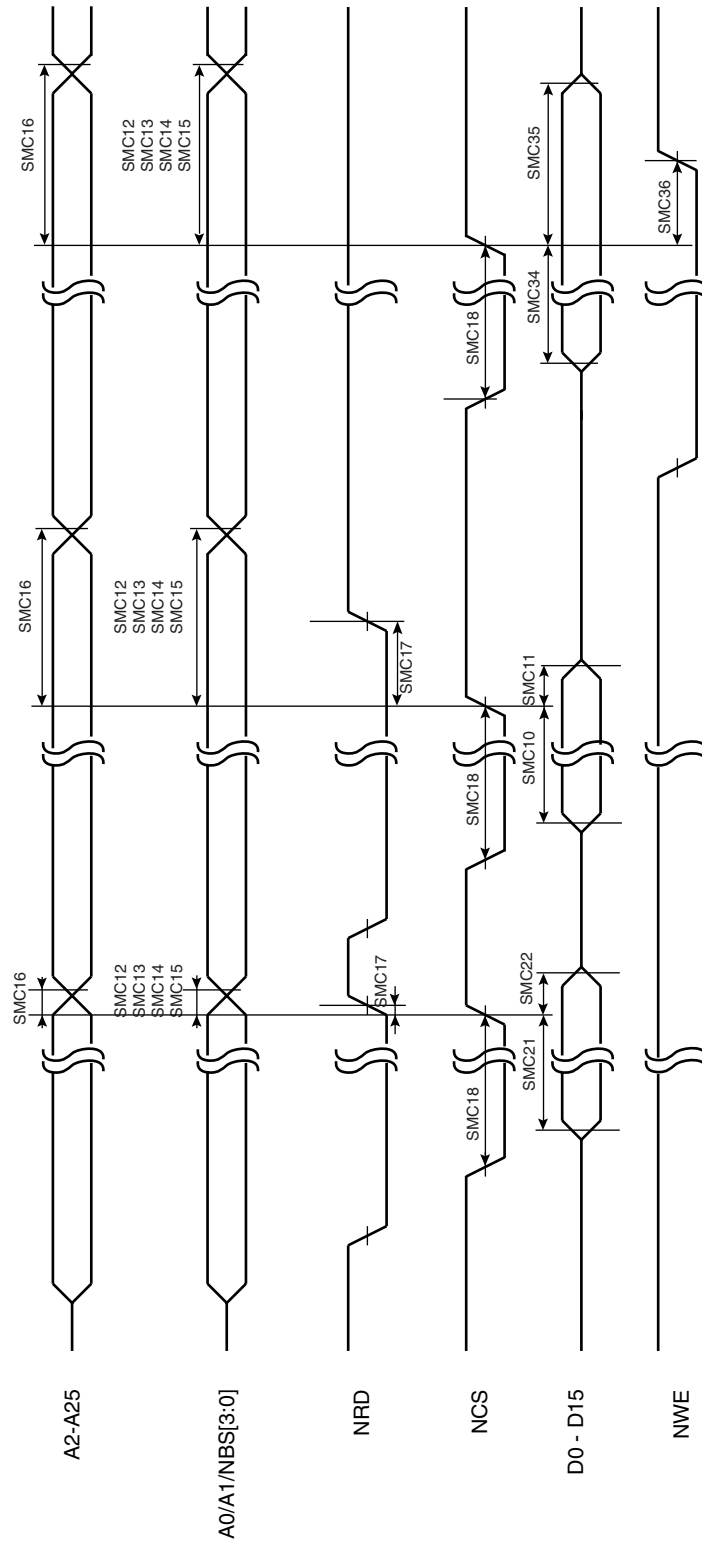 A2-A25
SMC16
SMC16
SMC16
A0/A1/NBS[3:0]
SMC12
SMC13
SMC14
SMC15
SMC12
SMC13
SMC14
SMC15
SMC12
SMC13
SMC14
SMC15
NRD
SMC17
SMC17
NCS
SMC18
SMC18
SMC18
D0 - D15
SMC21
SMC22
SMC10
SMC11
SMC34
SMC35
NWE
SMC36